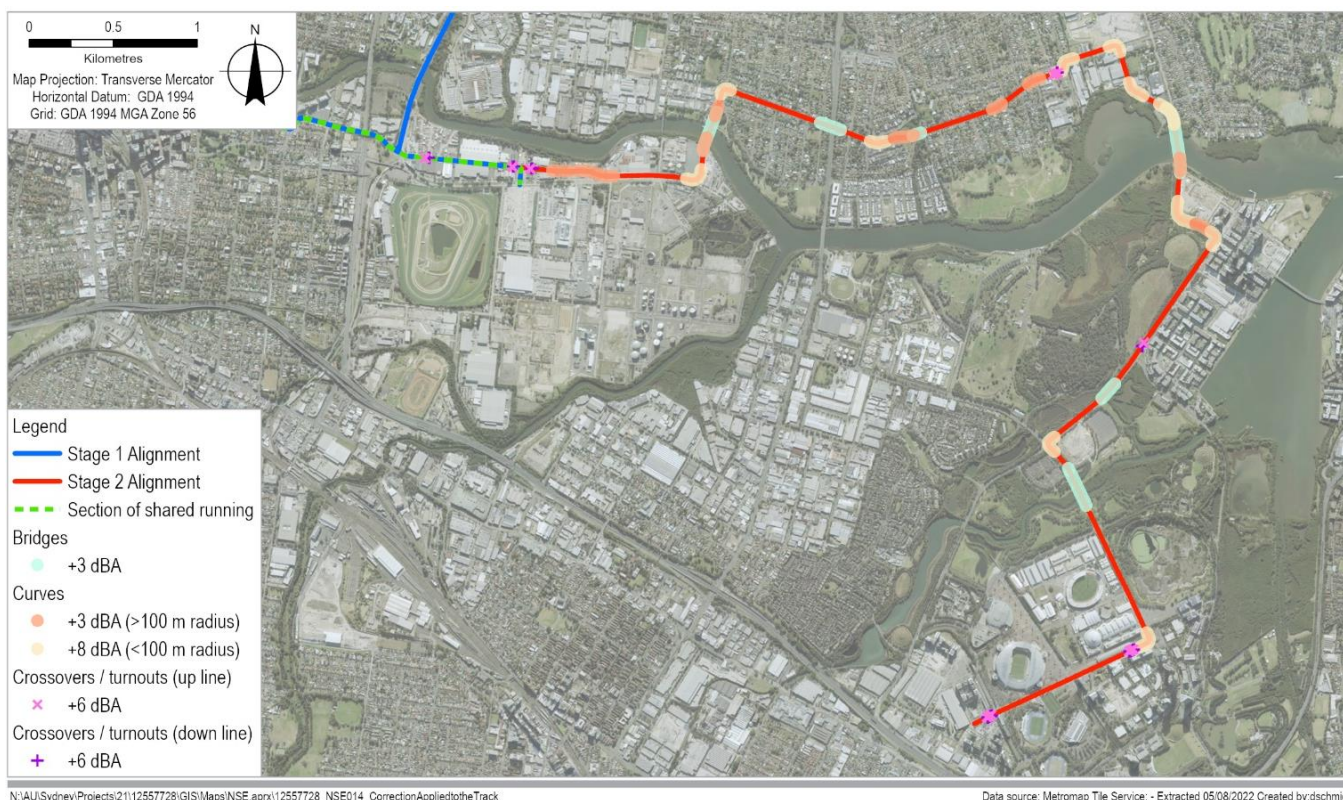 0 0.5 1
Kilometres
Map Projection: Transverse Mercator
Horizontal Datum: GDA 1994
Grid: GDA 1994 MGA Zone 56
N
Legend
Stage 1 Alignment
Stage 2 Alignment
Section of shared running
Bridges
+3 dBA
Curves
+3 dBA (>100 m radius)
+8 dBA (<100 m radius)
Crossovers / turnouts (up line)
+6 dBA
Crossovers / turnouts (down line)
+6 dBA
N:\AU\Sydney\Projects\21\12557728\GIS\Maps\NSE.aprx\12557728_NSE014_CorrectionAppliedtotheTrack
Data source: Metromap Tile Service: - Extracted 05/08/2022 Created by:dschmi